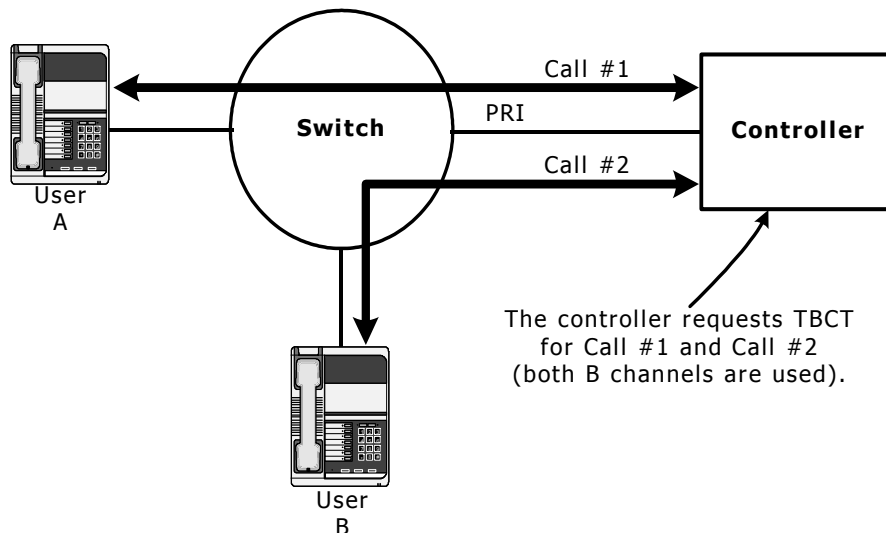 Call #1
PRI
Switch
Controller
Call #2
User
A
The controller requests TBCT
for Call #1 and Call #2
(both B channels are used).
User
B